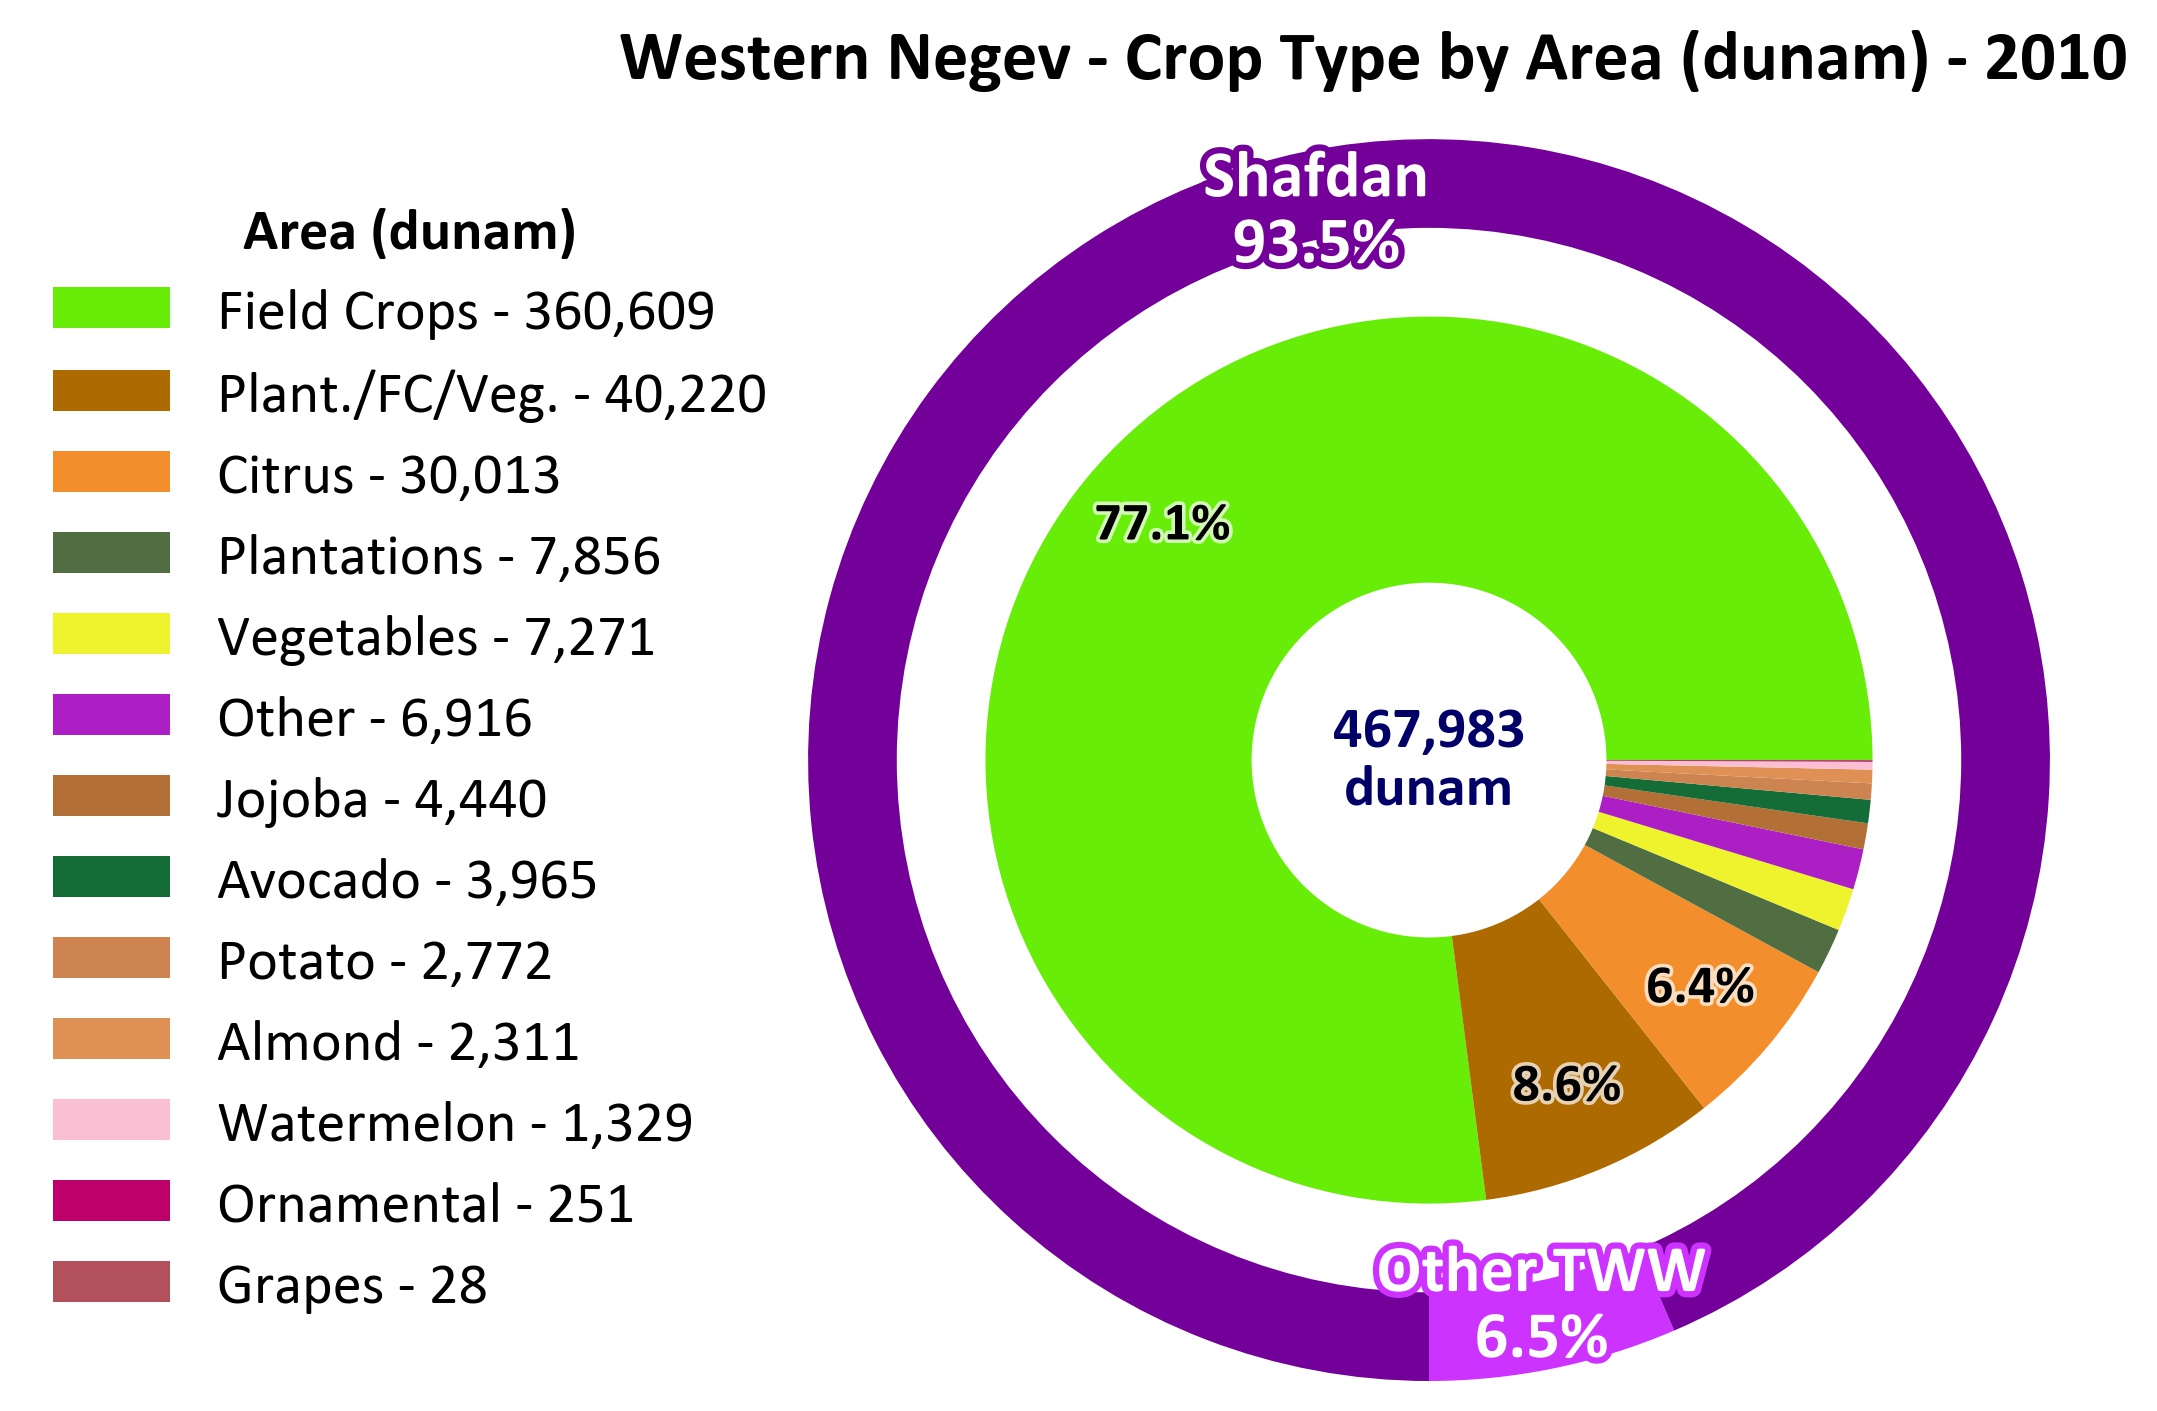 Western Negev - Crop Type by Area (dunam) - 2010
Area (dunam)
Field Crops - 360,609
Plant./FC/Veg. - 40,220
Citrus - 30,013
Plantations - 7,856
Vegetables - 7,271
Other - 6,916
Jojoba - 4,440
Avocado - 3,965
Potato - 2,772
Almond - 2,311
Watermelon - 1,329
Ornamental - 251
Grapes - 28
Shafdan
93.5%
77.1%
467,983
dunam
6.4%
8.6%
Other TWW
6.5%